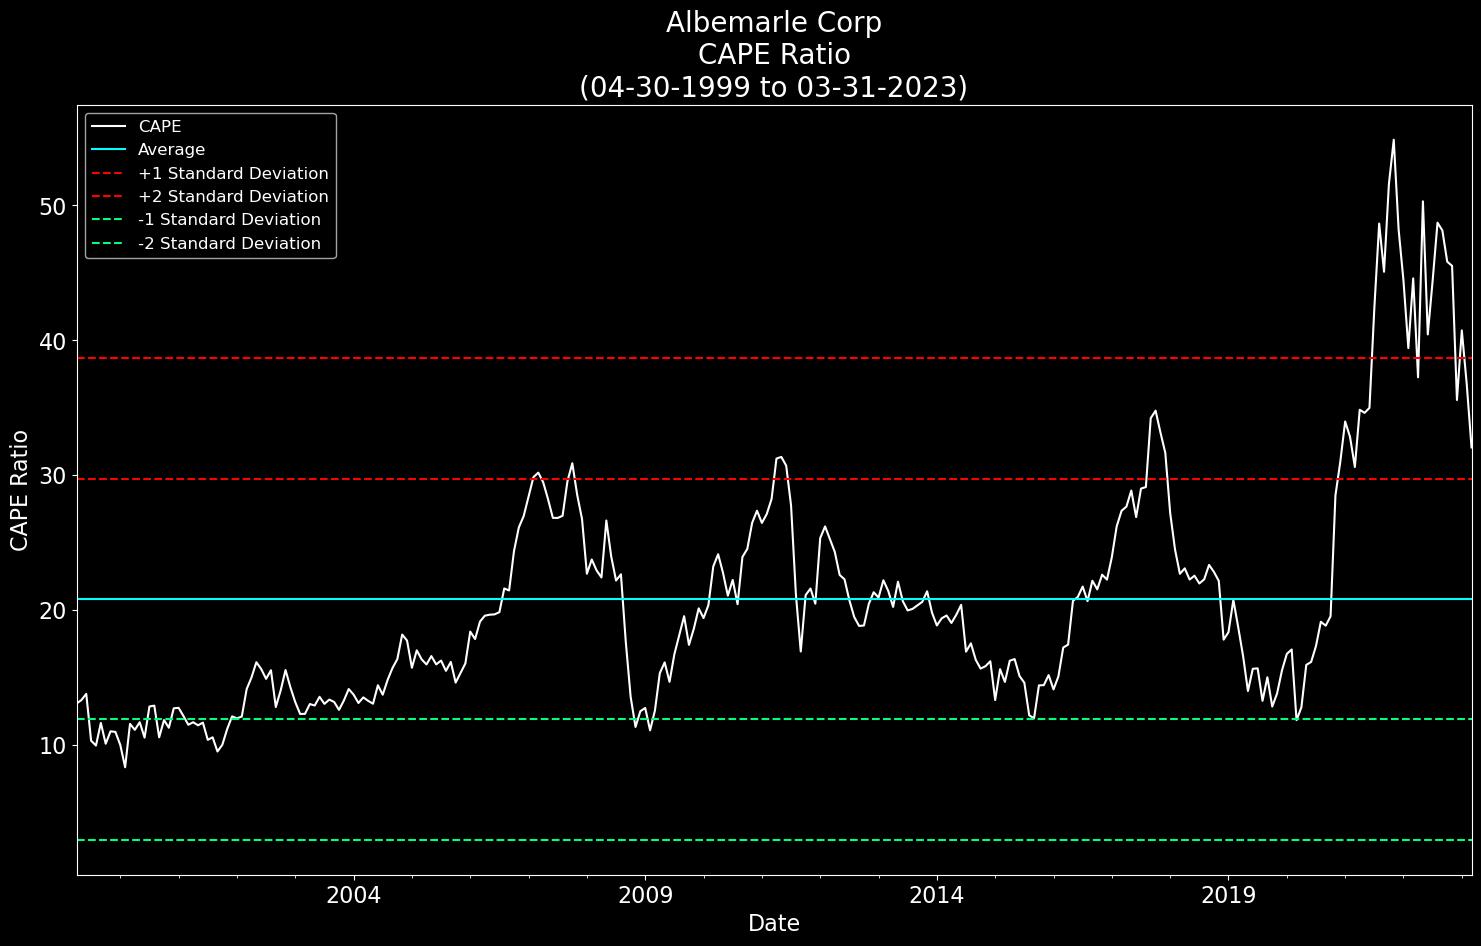 Albemarle Corp
CAPE Ratio
(04-30-1999 to 03-31-2023)
CAPE
Average
+1 Standard Deviation
+2 Standard Deviation
-1 Standard Deviation
-2 Standard Deviation
CAPE Ratio
50
40
30
20
10
2004 2009 2014 2019
Date